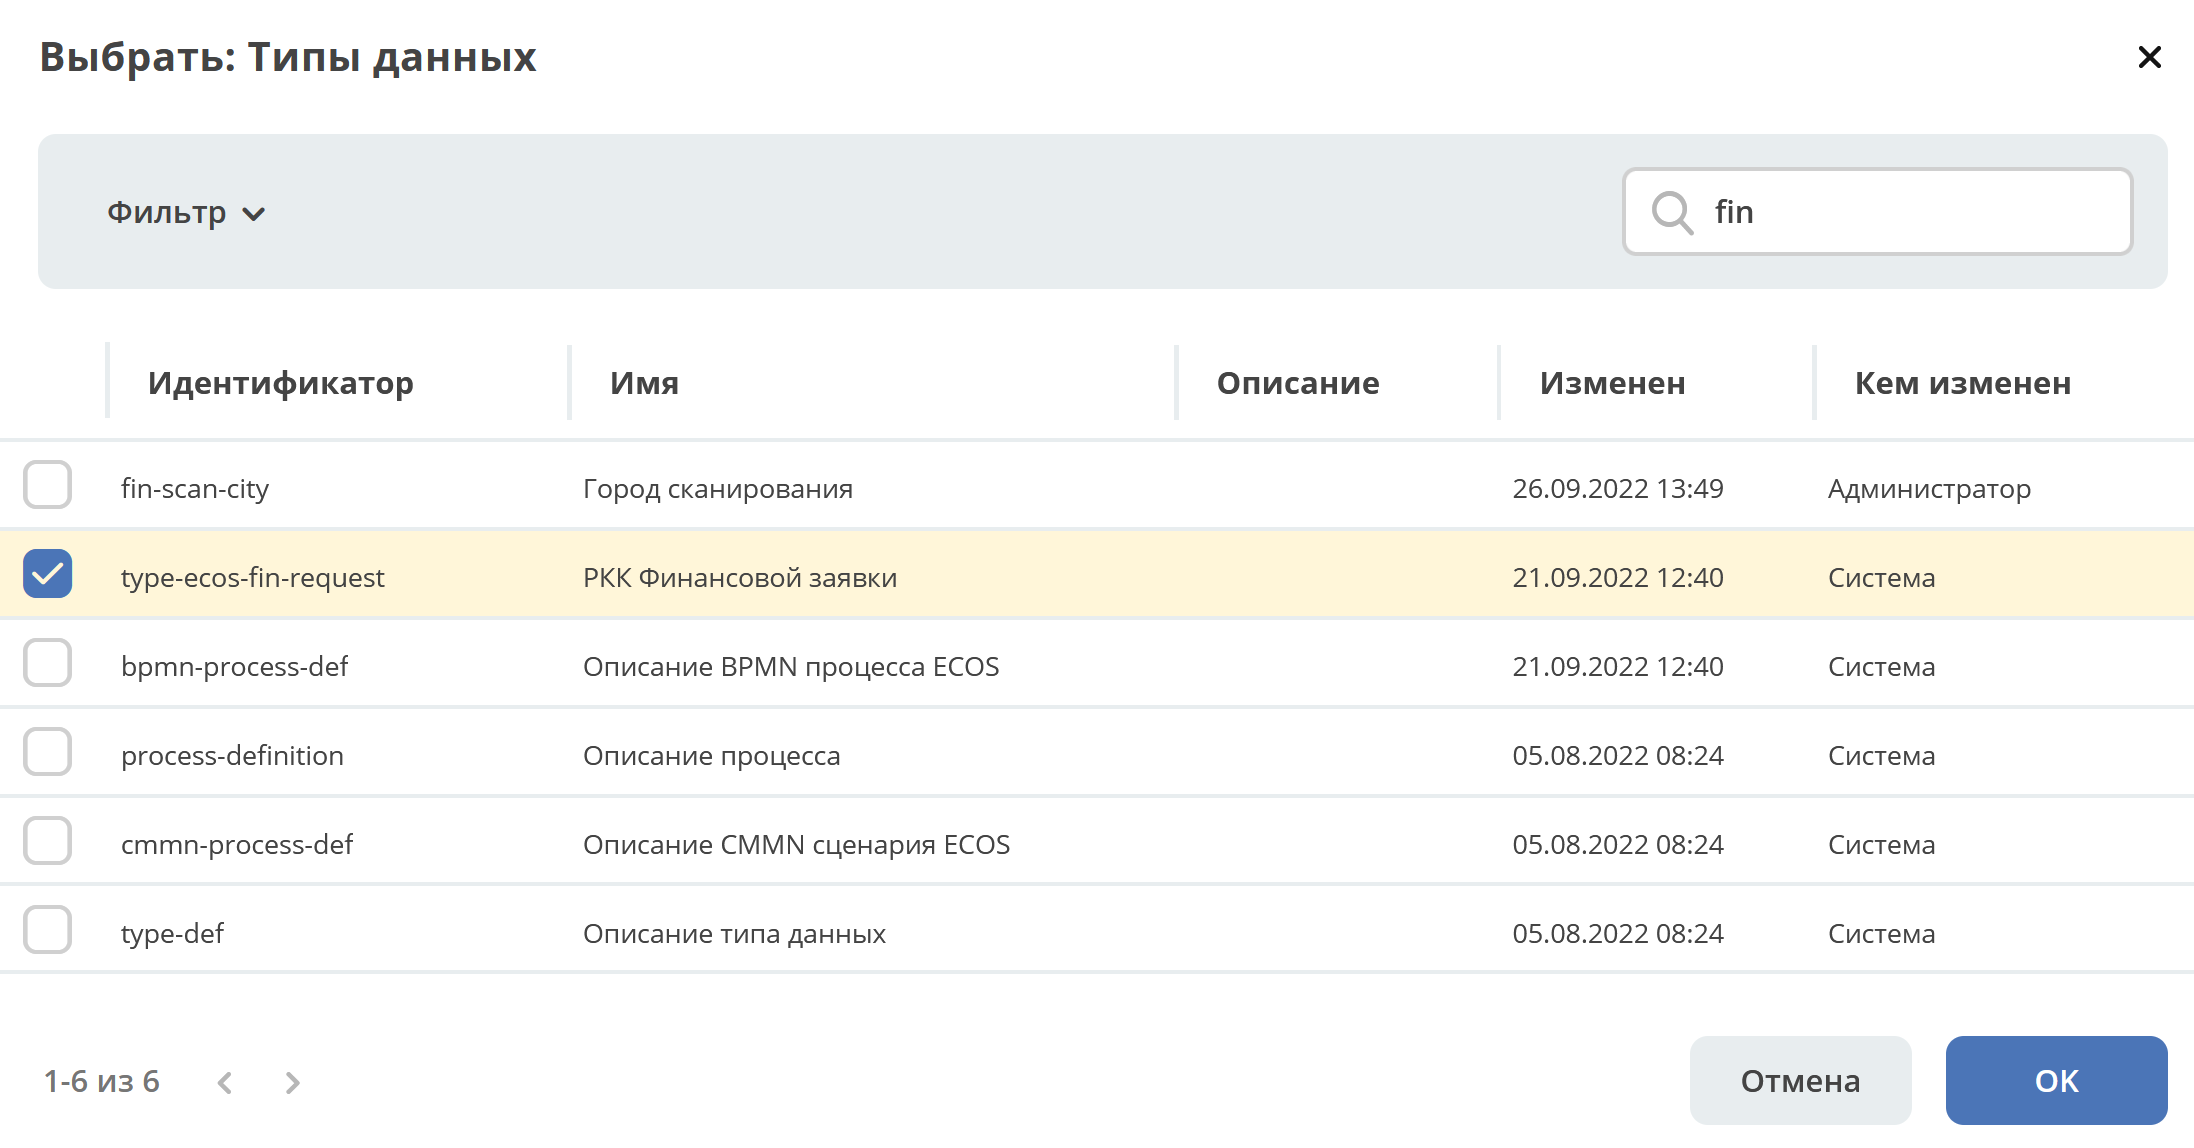 Выбрать: Типы данных
Фильтр
fin
Идентификатор Имя Описание Изменен Кем изменен
fin-scan-city Город сканирования 26.09.2022 13:49 Администратор
type-ecos-fin-request РКК Финансовой заявки 21.09.2022 12:40 Система
bpmn-process-def Описание BPMN процесса ECOS 21.09.2022 12:40 Система
process-definition Описание процесса 05.08.2022 08:24 Система
cmmn-process-def Описание CMMN сценария ECOS 05.08.2022 08:24 Система
type-def Описание типа данных 05.08.2022 08:24 Система
1-6 из 6
Отмена
OK